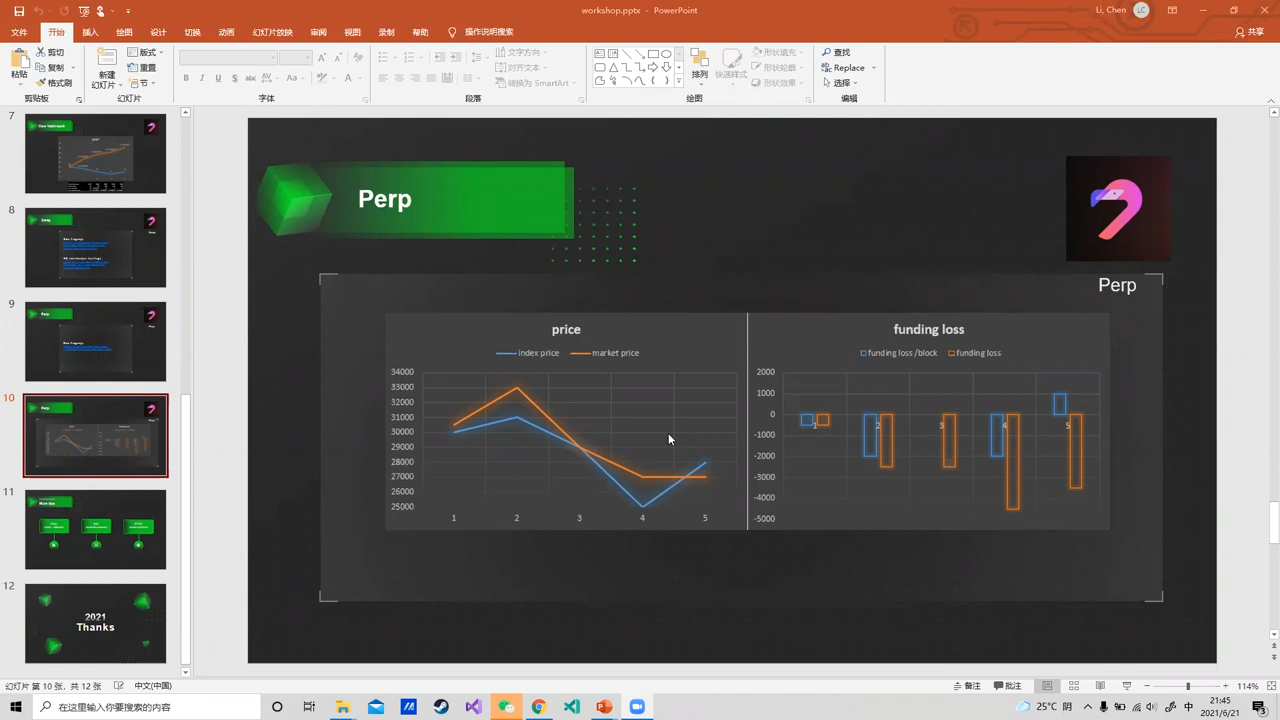 workshop.pptx - PowerPoint
Li, Chen LC
文件 开始 插入 绘图 设计 切换 动画 幻灯片放映 审阅 视图 录制 帮助 操作说明搜索 共享
粘贴 剪切 复制 格式刷
新建 幻灯片 版式 重置 节
文字方向 对齐文本 转换为 SmartArt
排列 快速样式 形状填充 形状轮廓 形状效果
查找 Replace 选择
剪贴板 幻灯片 字体 段落 绘图 编辑
7
8
9
Perp
10
Perp
11
12
2021
Thanks
Perp
Perp
price
index price market price
34000
33000
32000
31000
30000
29000
28000
27000
26000
25000
1 2 3 4 5
funding loss
funding loss /block funding loss
2000
1000
0
-1000
-2000
-3000
-4000
-5000
1 2 3 4 5
幻灯片 第 10 张，共 12 张 中文(中国) 备注 批注 114%
在这里输入你要搜索的内容
25°C 阴 中
21:45
2021/6/21